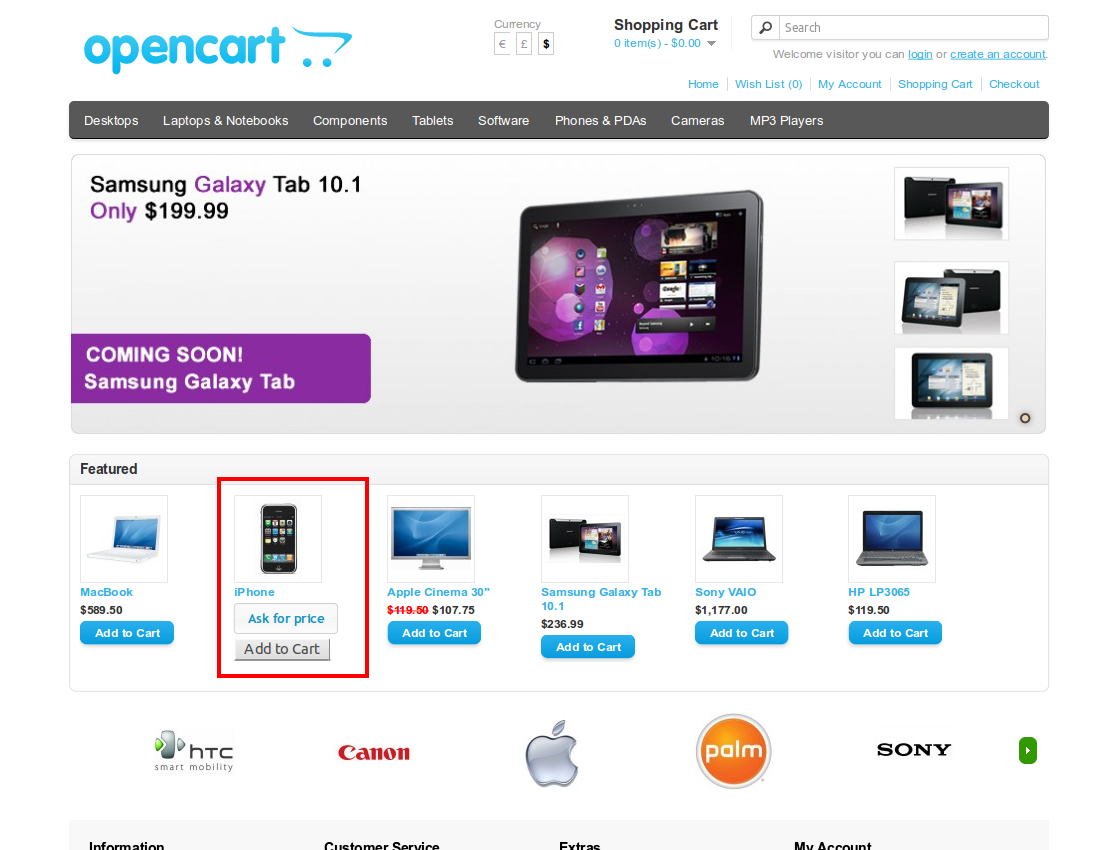 opencart
Currency
€ £ $
Shopping Cart
0 item(s) - $0.00
Search
Welcome visitor you can login or create an account.
Home
Wish List (0)
My Account
Shopping Cart
Checkout
Desktops
Laptops & Notebooks
Components
Tablets
Software
Phones & PDAs
Cameras
MP3 Players
Samsung Galaxy Tab 10.1
Only $199.99
COMING SOON!
Samsung Galaxy Tab
Featured
MacBook
$589.50
Add to Cart
iPhone
Ask for price
Add to Cart
Apple Cinema 30"
$119.50 $107.75
Add to Cart
Samsung Galaxy Tab
10.1
$236.99
Add to Cart
Sony VAIO
$1,177.00
Add to Cart
HP LP3065
$119.50
Add to Cart
hTC
smart mobility
Canon
palm
SONY
Information
Customer Service
Extras
My Account